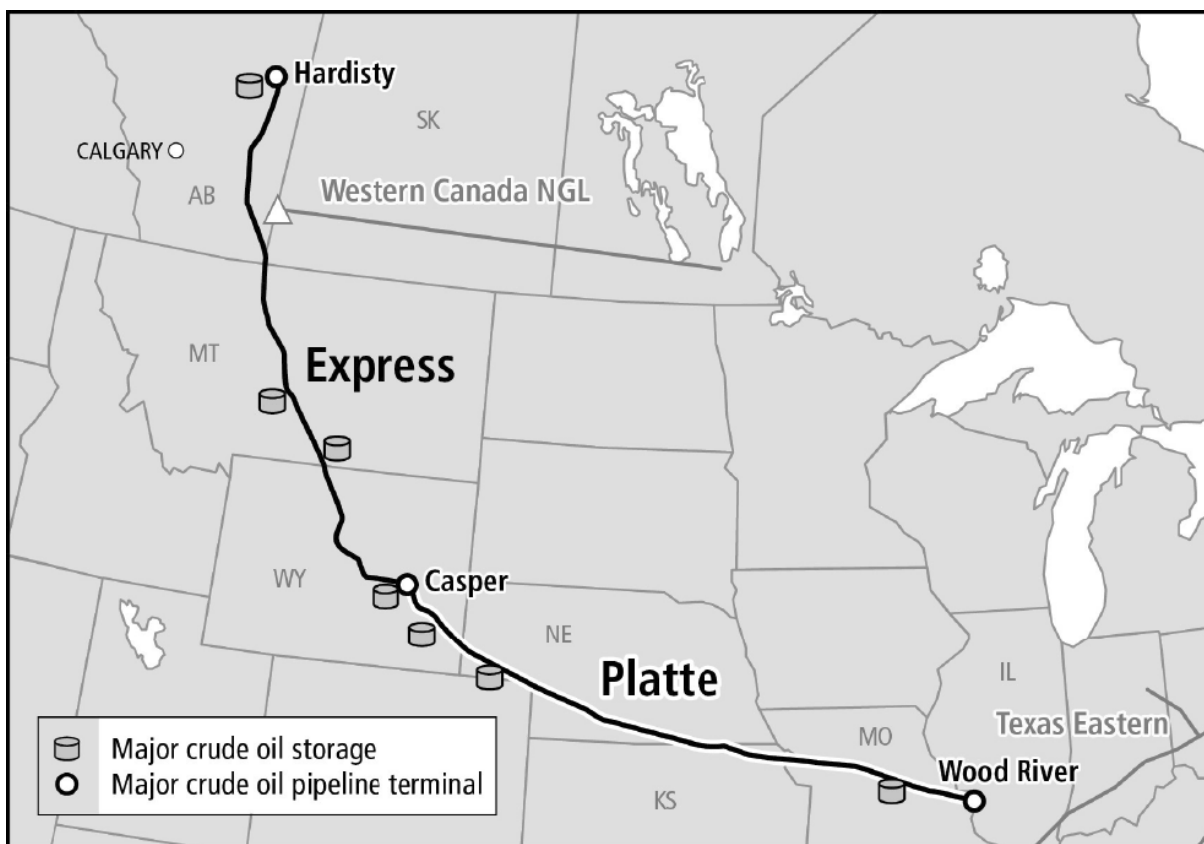 Hardisty
SK
CALGARY
Western Canada NGL
AB
MT
Express
Casper
WY
NE
Platte
IL
Texas Eastern
MO
Wood River
KS
Major crude oil storage
Major crude oil pipeline terminal